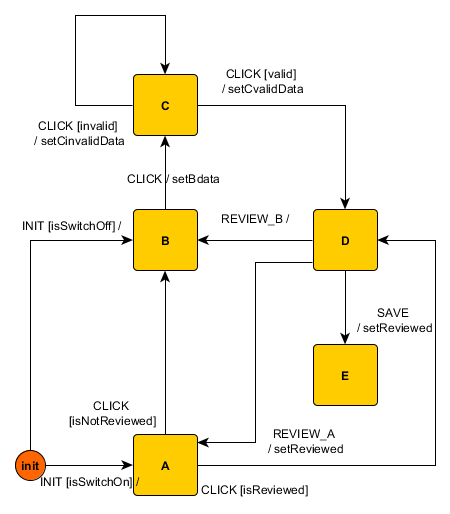 CLICK [valid]
/ setCvalidData
C
CLICK [invalid]
/ setCinvalidData
CLICK / setBdata
INIT [isSwitchOff] /
REVIEW_B /
B
D
SAVE
/ setReviewed
E
CLICK
[isNotReviewed]
REVIEW_A
/ setReviewed
init
A
INIT [isSwitchOn] /
CLICK [isReviewed]